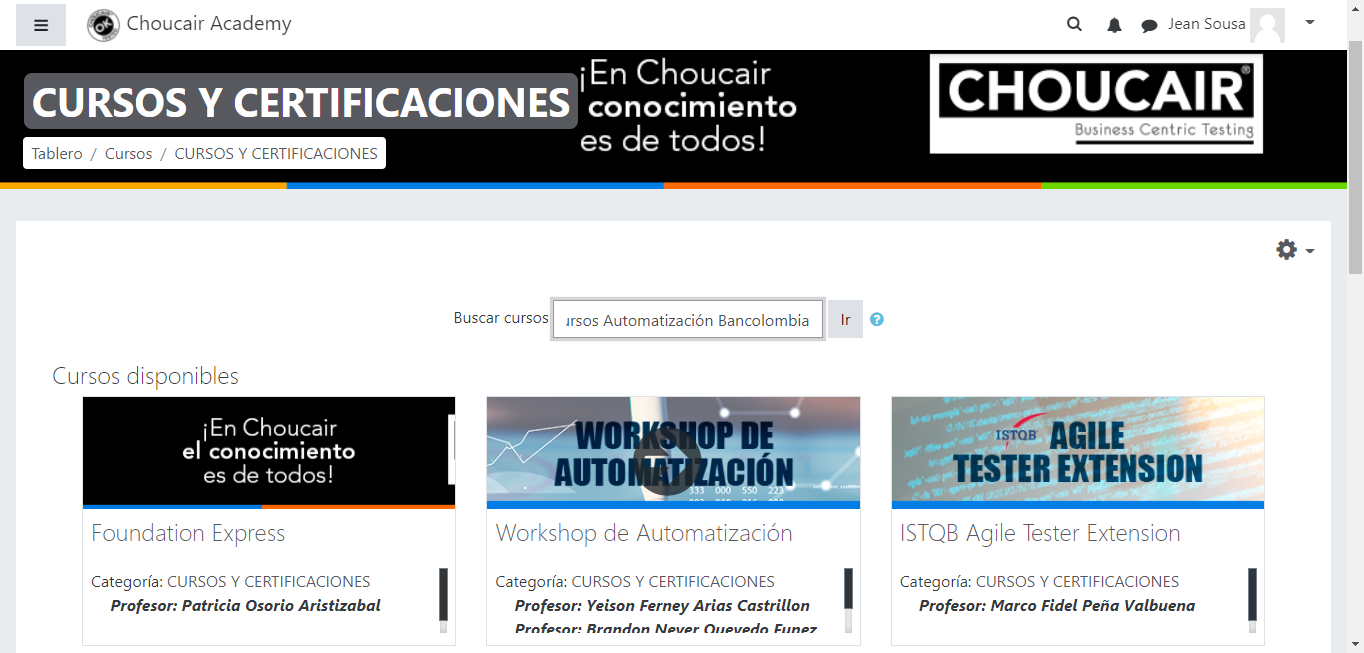 Choucair Academy
Jean Sousa
CURSOS Y CERTIFICACIONES
¡En Choucair
conocimiento
es de todos!
CHOUCAIR®
Business Centric Testing
Tablero / Cursos / CURSOS Y CERTIFICACIONES
Buscar cursos
ursos Automatización Bancolombia
Ir
Cursos disponibles
¡En Choucair
el conocimiento
es de todos!
Foundation Express
Categoría: CURSOS Y CERTIFICACIONES
Profesor: Patricia Osorio Aristizabal
WORKSHOP DE
AUTOMATIZACIÓN
333 000 550 223
Workshop de Automatización
Categoría: CURSOS Y CERTIFICACIONES
Profesor: Yeison Ferney Arias Castrillon
Profesor: Brandon Never Quevedo Funez
ISTQB AGILE
TESTER EXTENSION
ISTQB Agile Tester Extension
Categoría: CURSOS Y CERTIFICACIONES
Profesor: Marco Fidel Peña Valbuena